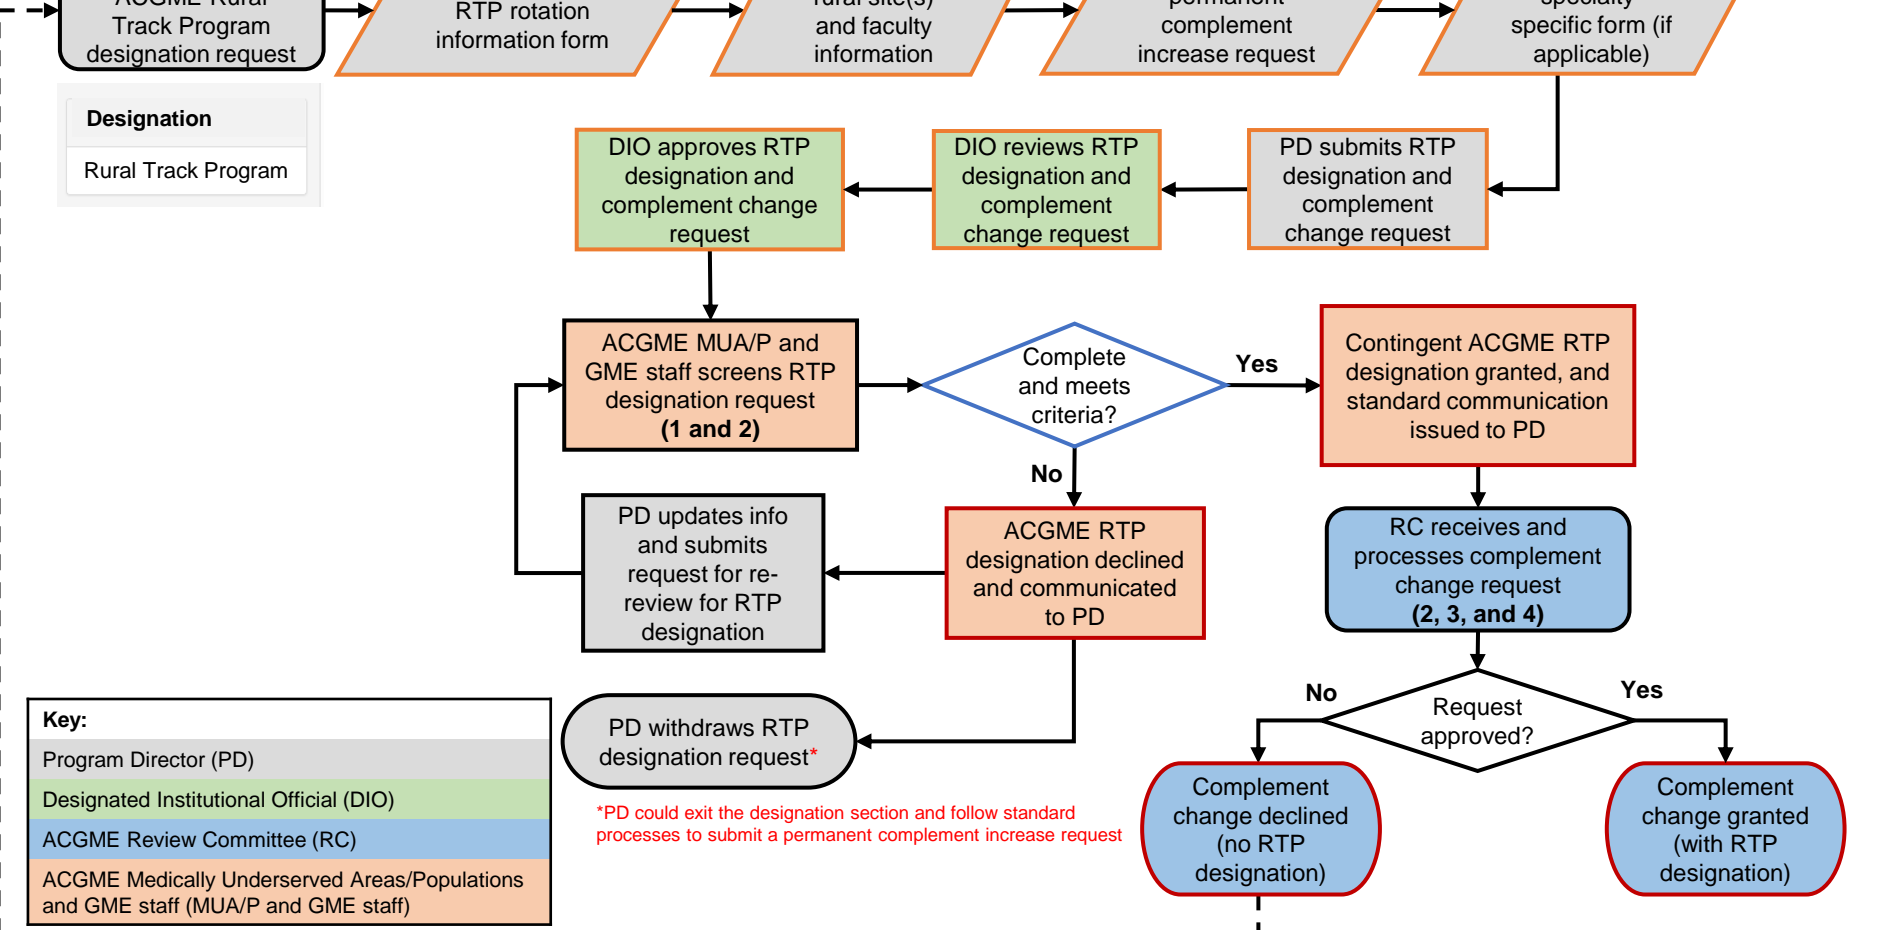 ACGME Rural
Track Program
designation request
RTP rotation
information form
rural site(s)
and faculty
information
permanent
complement
increase request
specialty
specific form (if
applicable)
Designation
Rural Track Program
DIO approves RTP
designation and
complement change
request
DIO reviews RTP
designation and
complement
change request
PD submits RTP
designation and
complement
change request
ACGME MUA/P and
GME staff screens RTP
designation request
(1 and 2)
Complete
and meets
criteria?
Yes
No
Contingent ACGME RTP
designation granted, and
standard communication
issued to PD
PD updates info
and submits
request for re-
review for RTP
designation
ACGME RTP
designation declined
and communicated
to PD
RC receives and
processes complement
change request
(2, 3, and 4)
PD withdraws RTP
designation request*
*PD could exit the designation section and follow standard
processes to submit a permanent complement increase request
No
Request
approved?
Yes
Complement
change declined
(no RTP
designation)
Complement
change granted
(with RTP
designation)
Key:
Program Director (PD)
Designated Institutional Official (DIO)
ACGME Review Committee (RC)
ACGME Medically Underserved Areas/Populations
and GME staff (MUA/P and GME staff)